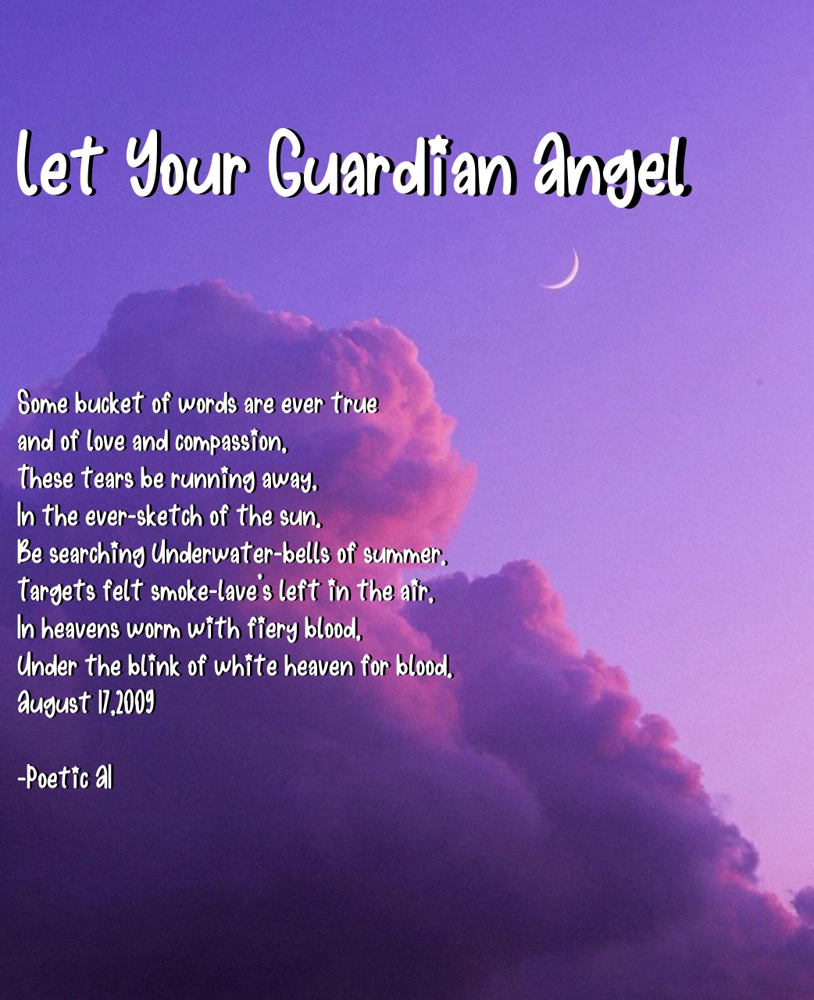 Let Your Guardian Angel
Some bucket of words are ever true
and of love and compassion,
These tears be running away,
In the ever-sketch of the sun,
Be searching Underwater-bells of summer,
Targets felt smoke-lave's left in the air,
In heavens worm with fiery blood,
Under the blink of white heaven for blood,
August 17,2009
-Poetic Al